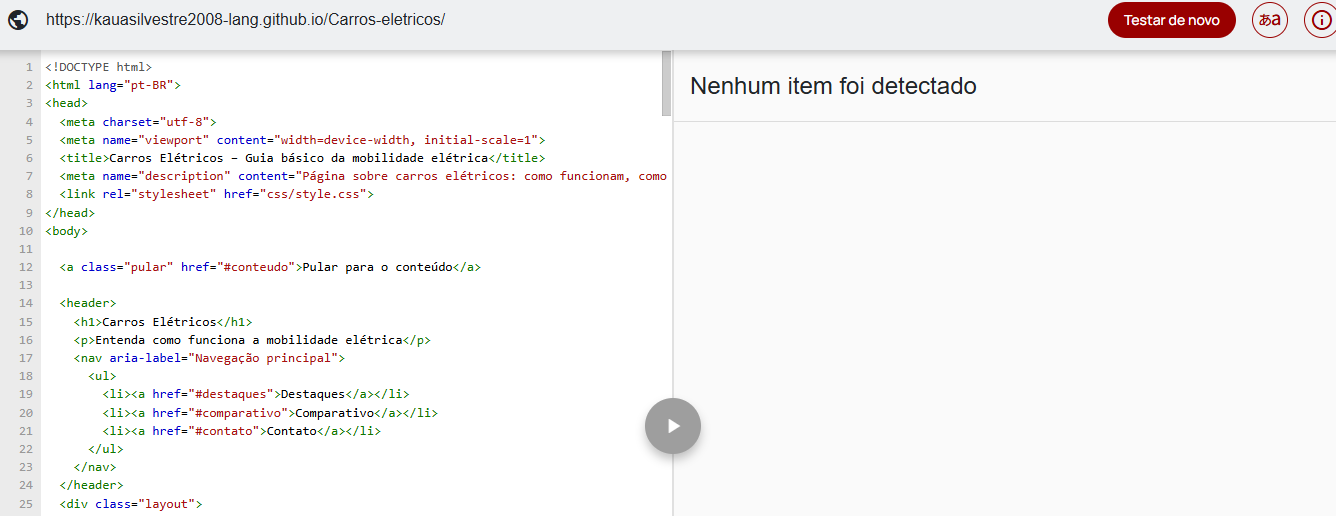 https://kauasilvestre2008-lang.github.io/Carros-eletricos/
Testar de novo
あa
1 <!DOCTYPE html>
2 <html lang="pt-BR">
3 <head>
4 <meta charset="utf-8">
5 <meta name="viewport" content="width=device-width, initial-scale=1">
6 <title>Carros Elétricos – Guia básico da mobilidade elétrica</title>
7 <meta name="description" content="Página sobre carros elétricos: como funcionam, como
8 <link rel="stylesheet" href="css/style.css">
9 </head>
10 <body>
11
12 <a class="pular" href="#conteudo">Pular para o conteúdo</a>
13
14 <header>
15 <h1>Carros Elétricos</h1>
16 <p>Entenda como funciona a mobilidade elétrica</p>
17 <nav aria-label="Navegação principal">
18 <ul>
19 <li><a href="#destaques">Destaques</a></li>
20 <li><a href="#comparativo">Comparativo</a></li>
21 <li><a href="#contato">Contato</a></li>
22 </ul>
23 </nav>
24 </header>
25 <div class="layout">
Nenhum item foi detectado